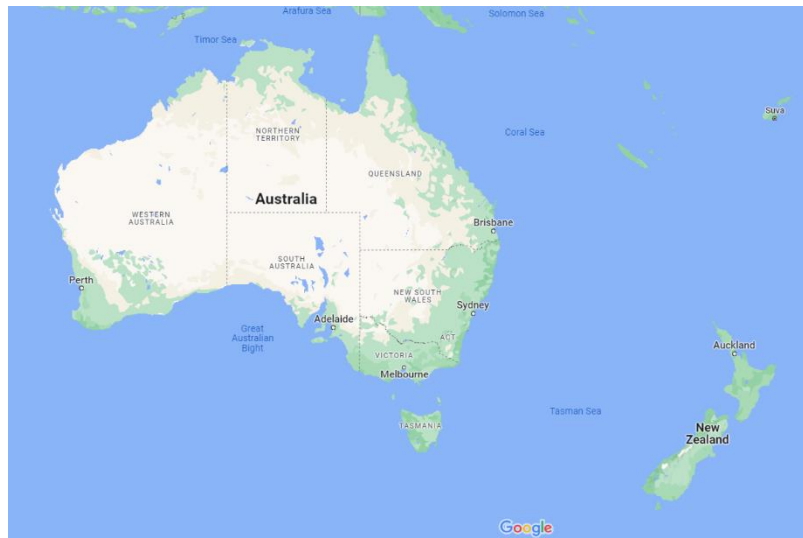 Arafura Sea
Solomon Sea
Timor Sea
Suva
NORTHERN
TERRITORY
Coral Sea
QUEENSLAND
Australia
WESTERN
AUSTRALIA
Brisbane
SOUTH
AUSTRALIA
Perth
NEW SOUTH
WALES
Sydney
Adelaide
Great
Australian
Bight
ACT
Auckland
VICTORIA
Melbourne
Tasman Sea
TASMANIA
New
Zealand
Google